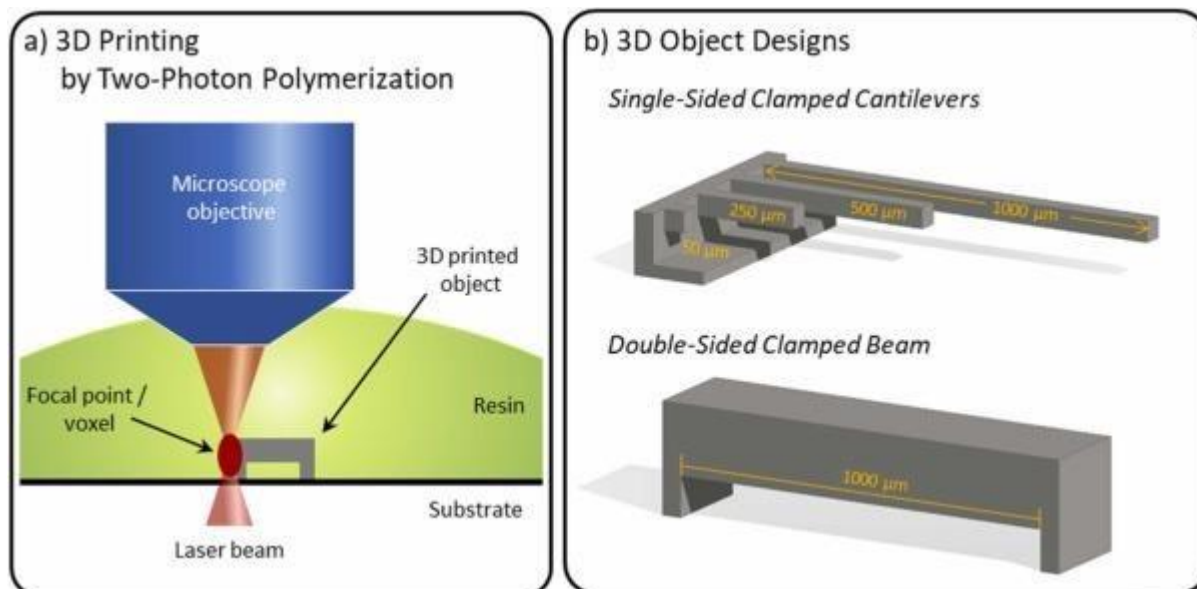 a) 3D Printing
by Two-Photon Polymerization
Microscope
objective
3D printed
object
Focal point /
voxel
Resin
Substrate
Laser beam
b) 3D Object Designs
Single-Sided Clamped Cantilevers
1000 µm
500 µm
250 µm
50 µm
Double-Sided Clamped Beam
1000 µm